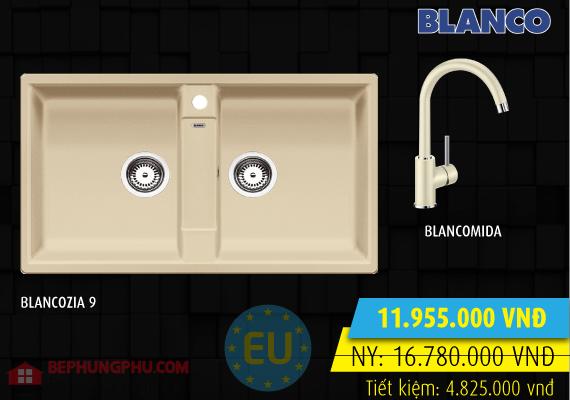 BLANCO
BLANCO
BLANCOMIDA
BLANCOZIA 9
11.955.000 VNĐ
EU
NY: 16.780.000 VNĐ
BEPHUNGPHU.COM
Tiết kiệm: 4.825.000 vnđ